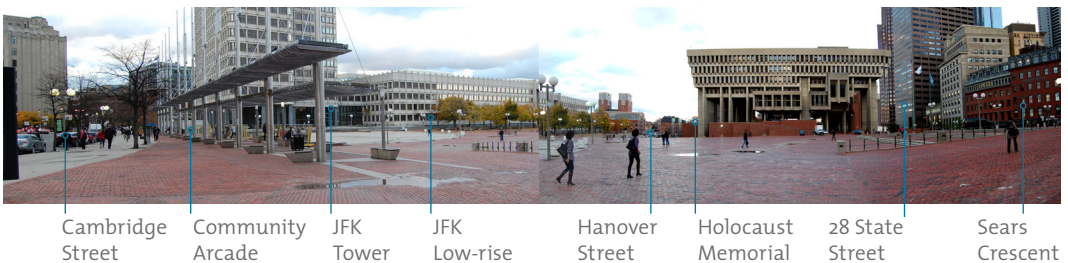 Cambridge
Street
Community
Arcade
JFK
Tower
JFK
Low-rise
Hanover
Street
Holocaust
Memorial
28 State
Street
Sears
Crescent